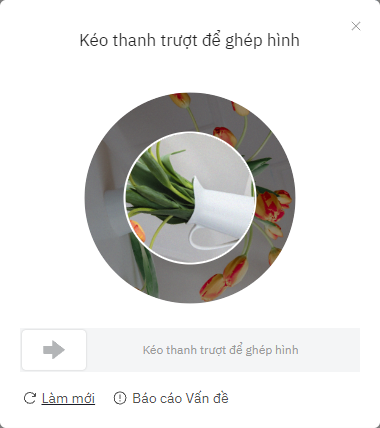 Kéo thanh trượt để ghép hình
Kéo thanh trượt để ghép hình
Làm mới
Báo cáo Vấn đề